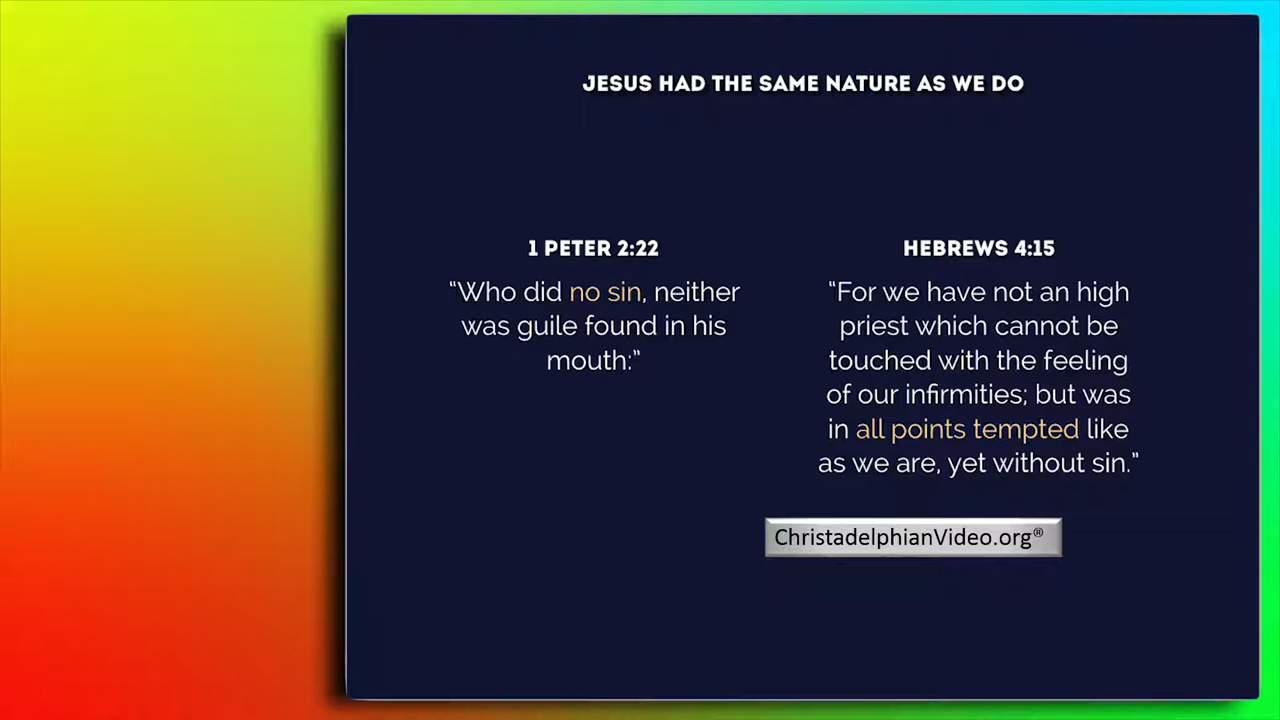 JESUS HAD THE SAME NATURE AS WE DO
1 PETER 2:22
“Who did no sin, neither
was guile found in his
mouth:”
HEBREWS 4:15
“For we have not an high
priest which cannot be
touched with the feeling
of our infirmities; but was
in all points tempted like
as we are, yet without sin.”
ChristadelphianVideo.org®